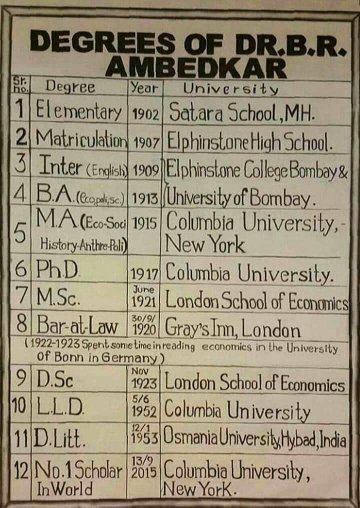 DEGREES OF DR.B.R.
AMBEDKAR
Sr. no. Degree Year University
1 Elementary 1902 Satara School, MH.
2 Matriculation 1907 Elphinstone High School.
3 Inter (English) 1909 Elphinstone College Bombay &
4 B.A. (Eco, poli, sc.) 1913 University of Bombay.
5 M.A (Eco-Soci 1915 Columbia University,-
History-Anthre-Poli) New York
6 PhD. 1917 Columbia University.
7 M.Sc. June 1921 London School of Economics
8 Bar-at-Law 30/9/ 1920 Gray's Inn, London
(1922-1923 Spent some time in reading economics in the University
of Bonn in Germany)
9 D.Sc Nov 1923 London School of Economics
10 L.L.D. 5/6 1952 Columbia University
11 D.Litt. 12/1 1953 Osmania University, Hybad, India
12 No.1 Scholar 13/9 2015 Columbia University,
In World New York.